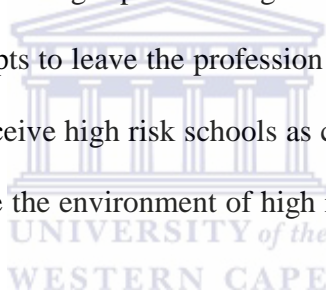 pts to leave the profession
ceive high risk schools as
e the environment of high
UNIVERSITY of the
WESTERN CAPE